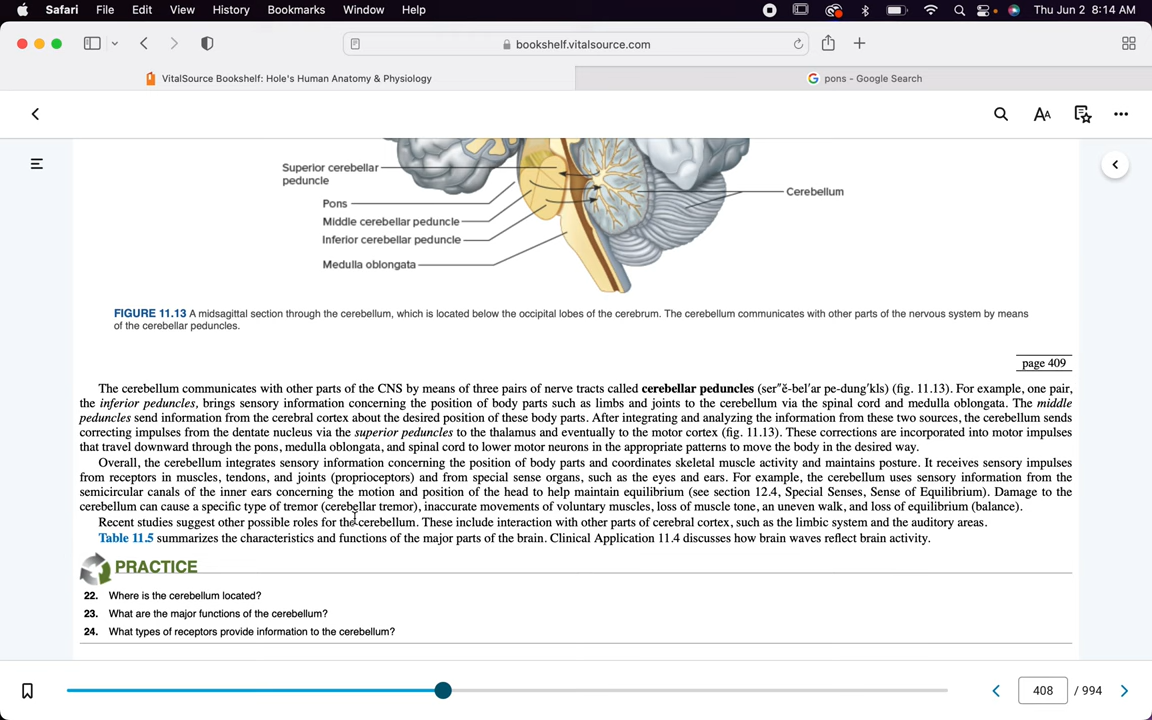 Safari File Edit View History Bookmarks Window Help Thu Jun 2 8:14 AM
bookshelf.vitalsource.com
VitalSource Bookshelf: Hole's Human Anatomy & Physiology
pons - Google Search
AA
Superior cerebellar
peduncle
Pons
Cerebellum
Middle cerebellar peduncle
Inferior cerebellar peduncle
Medulla oblongata
FIGURE 11.13 A midsagittal section through the cerebellum, which is located below the occipital lobes of the cerebrum. The cerebellum communicates with other parts of the nervous system by means
of the cerebellar peduncles.
page 409
The cerebellum communicates with other parts of the CNS by means of three pairs of nerve tracts called cerebellar peduncles (ser″ĕ-bel′ar pe-dung′kls) (fig. 11.13). For example, one pair,
the inferior peduncles, brings sensory information concerning the position of body parts such as limbs and joints to the cerebellum via the spinal cord and medulla oblongata. The middle
peduncles send information from the cerebral cortex about the desired position of these body parts. After integrating and analyzing the information from these two sources, the cerebellum sends
correcting impulses from the dentate nucleus via the superior peduncles to the thalamus and eventually to the motor cortex (fig. 11.13). These corrections are incorporated into motor impulses
that travel downward through the pons, medulla oblongata, and spinal cord to lower motor neurons in the appropriate patterns to move the body in the desired way.
Overall, the cerebellum integrates sensory information concerning the position of body parts and coordinates skeletal muscle activity and maintains posture. It receives sensory impulses
from receptors in muscles, tendons, and joints (proprioceptors) and from special sense organs, such as the eyes and ears. For example, the cerebellum uses sensory information from the
semicircular canals of the inner ears concerning the motion and position of the head to help maintain equilibrium (see section 12.4, Special Senses, Sense of Equilibrium). Damage to the
cerebellum can cause a specific type of tremor (cerebellar tremor), inaccurate movements of voluntary muscles, loss of muscle tone, an uneven walk, and loss of equilibrium (balance).
Recent studies suggest other possible roles for the cerebellum. These include interaction with other parts of cerebral cortex, such as the limbic system and the auditory areas.
Table 11.5 summarizes the characteristics and functions of the major parts of the brain. Clinical Application 11.4 discusses how brain waves reflect brain activity.
PRACTICE
22. Where is the cerebellum located?
23. What are the major functions of the cerebellum?
24. What types of receptors provide information to the cerebellum?
408 / 994